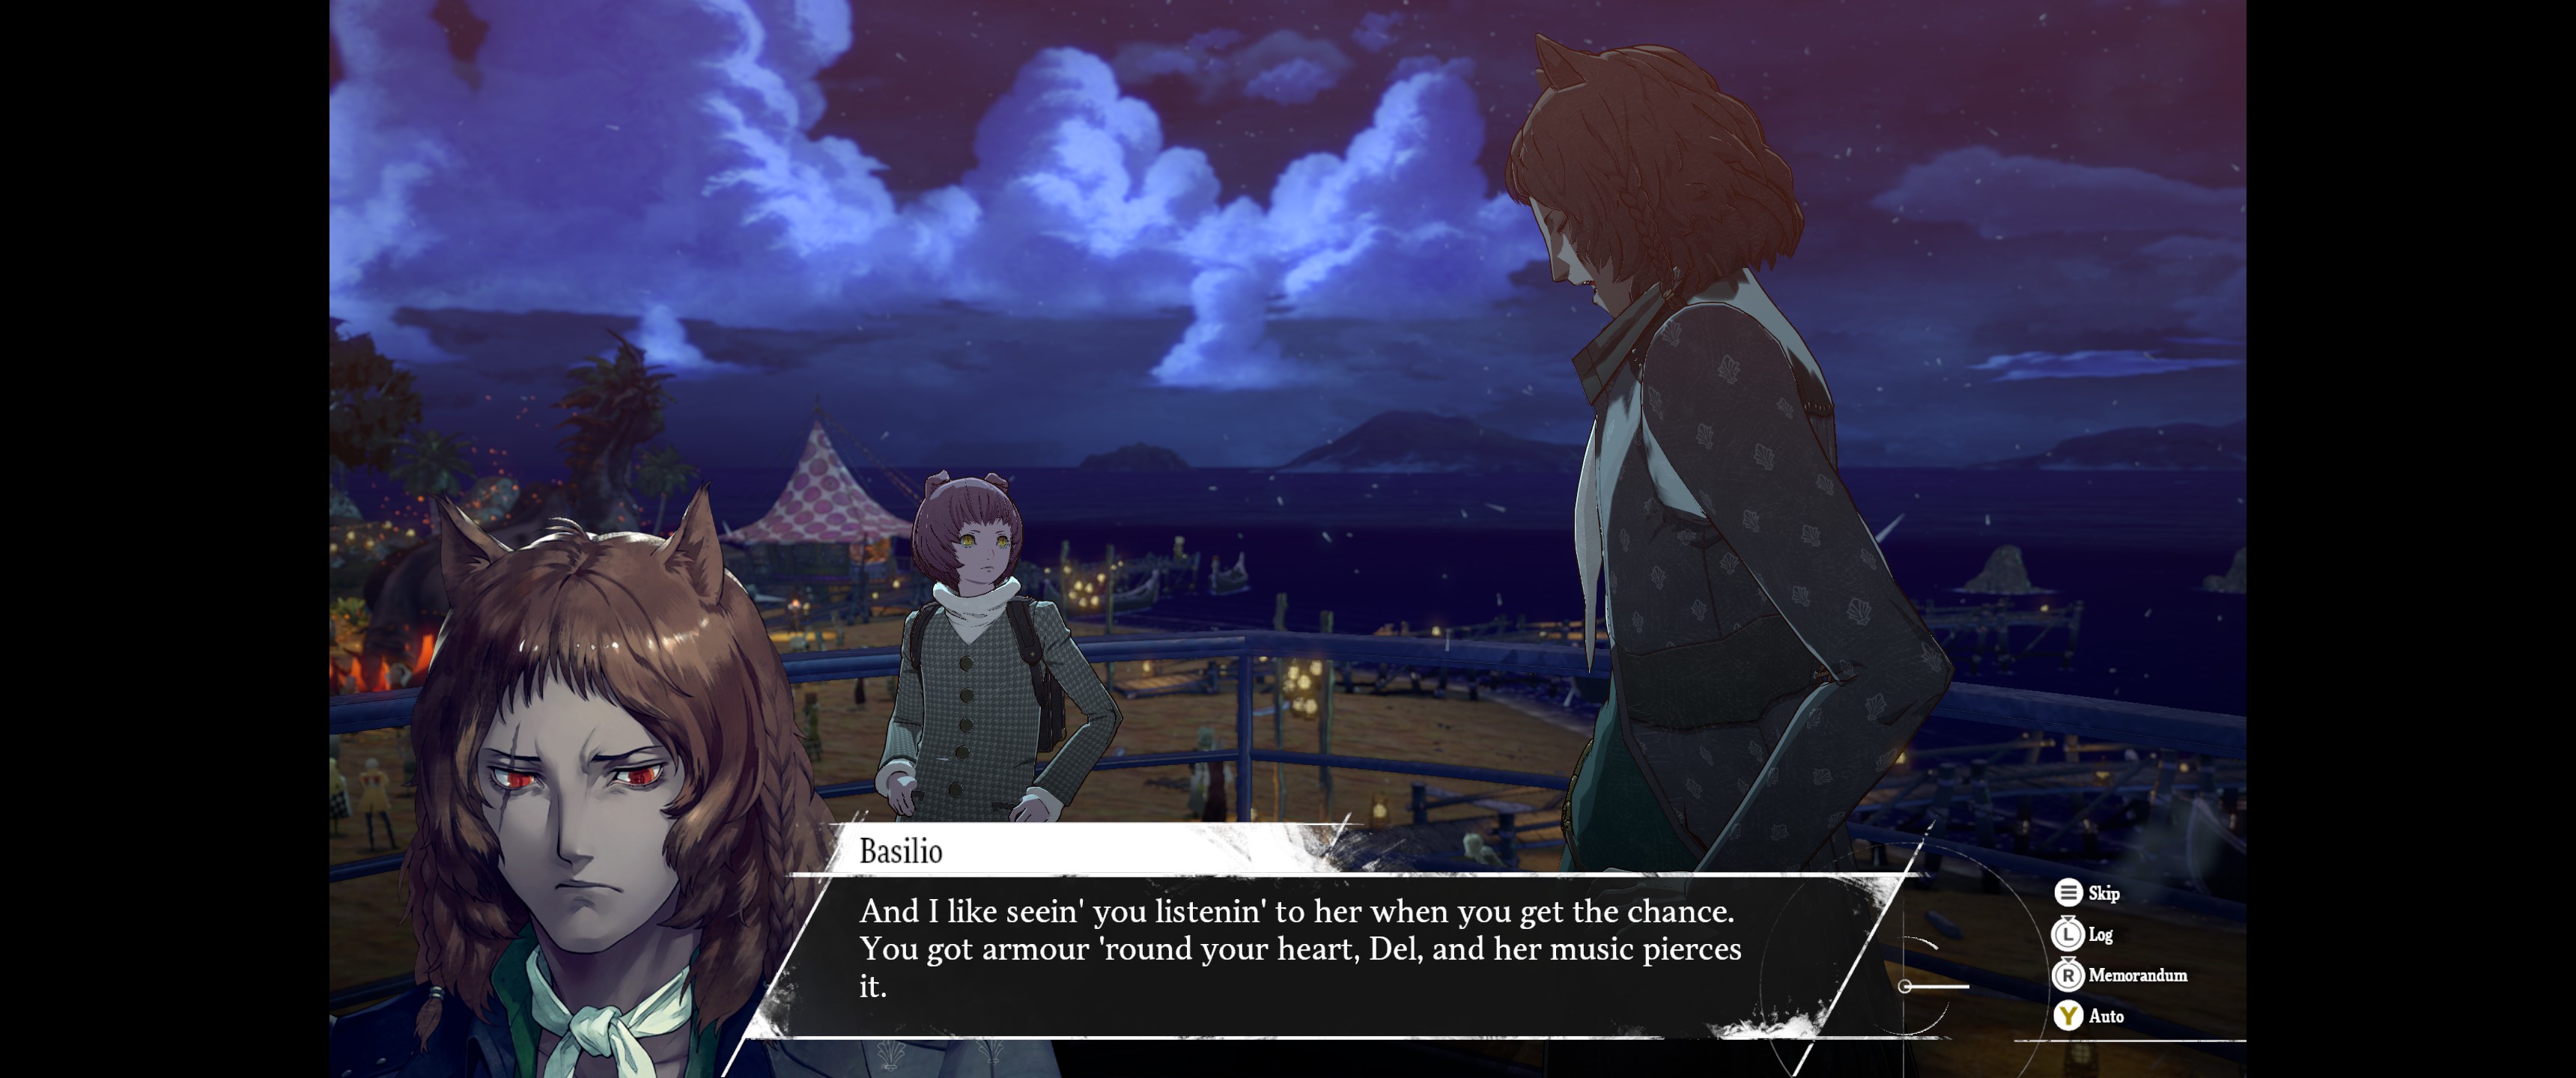 Basilio
And I like seein' you listenin' to her when you get the chance.
You got armour 'round your heart, Del, and her music pierces
it.
Skip
L Log
R Memorandum
Y Auto